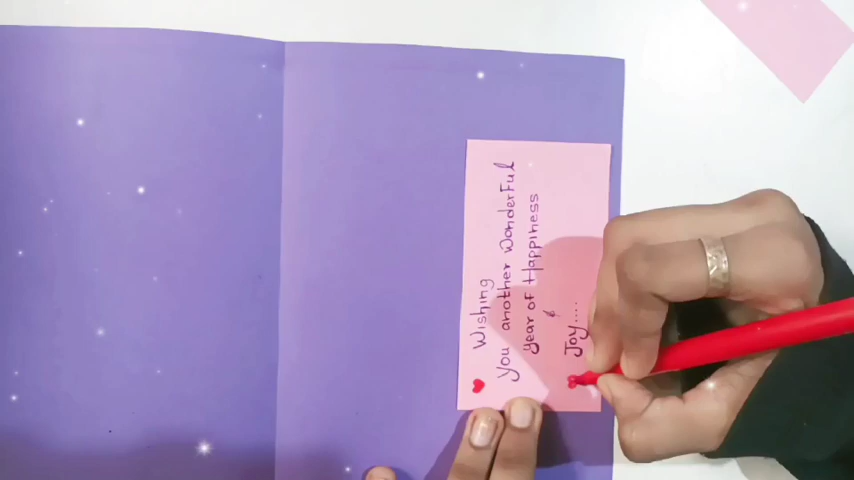 Wishing
You another wonderful
year of Happiness
&
Joy....